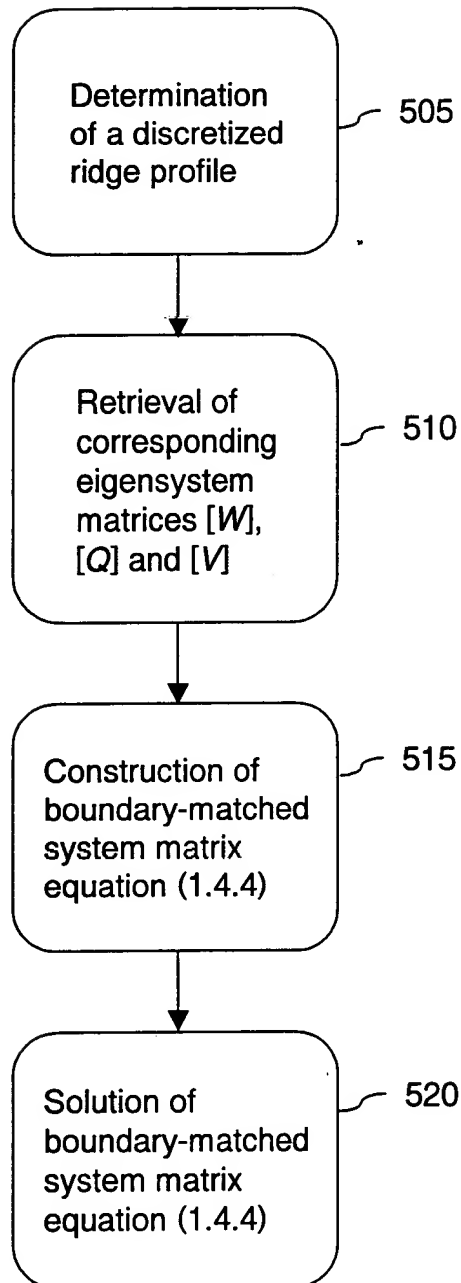 Determination
of a discretized
ridge profile
505
Retrieval of
corresponding
eigensystem
matrices [W],
[Q] and [V]
510
Construction of
boundary-matched
system matrix
equation (1.4.4)
515
Solution of
boundary-matched
system matrix
equation (1.4.4)
520